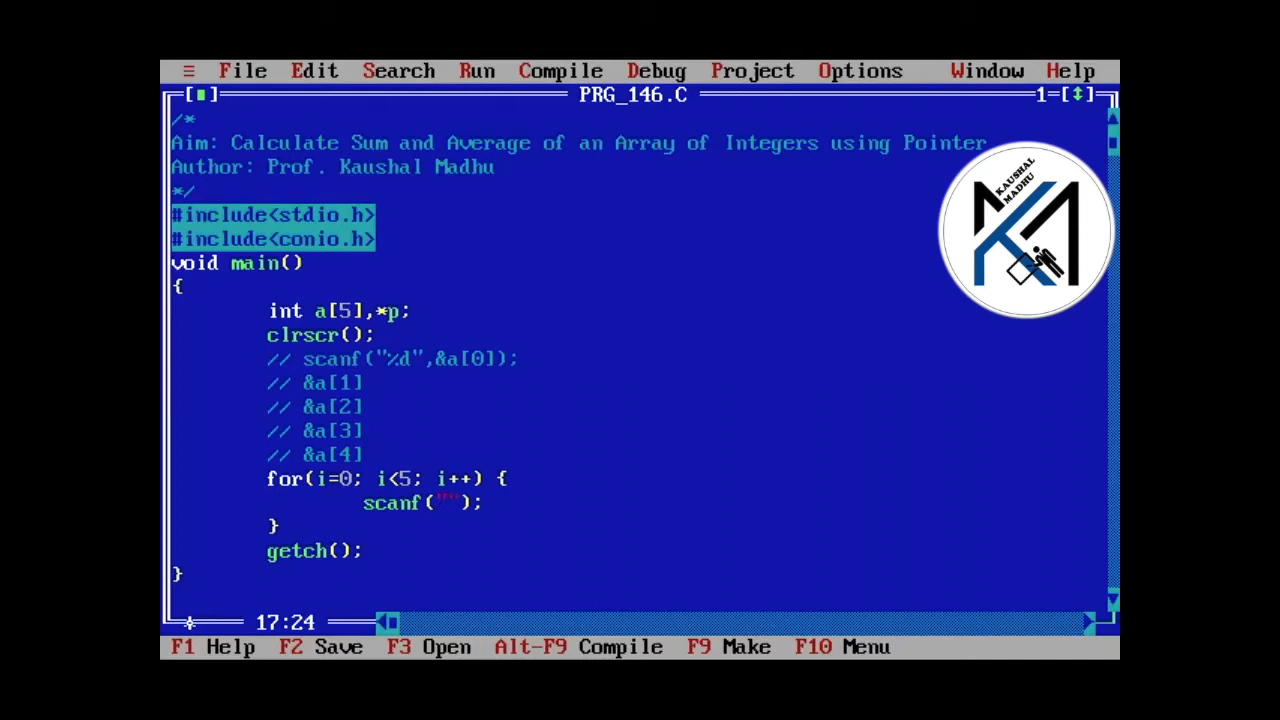 ≡ File Edit Search Run Compile Debug Project Options Window Help
[■] PRG_146.C 1=[↕]
/*
Aim: Calculate Sum and Average of an Array of Integers using Pointer
Author: Prof. Kaushal Madhu
*/
#include<stdio.h>
#include<conio.h>
void main()
{
int a[5],*p;
clrscr();
// scanf("%d",&a[0]);
// &a[1]
// &a[2]
// &a[3]
// &a[4]
for(i=0; i<5; i++) {
scanf("");
}
getch();
}
17:24
F1 Help F2 Save F3 Open Alt-F9 Compile F9 Make F10 Menu
KAUSHAL
MADHU